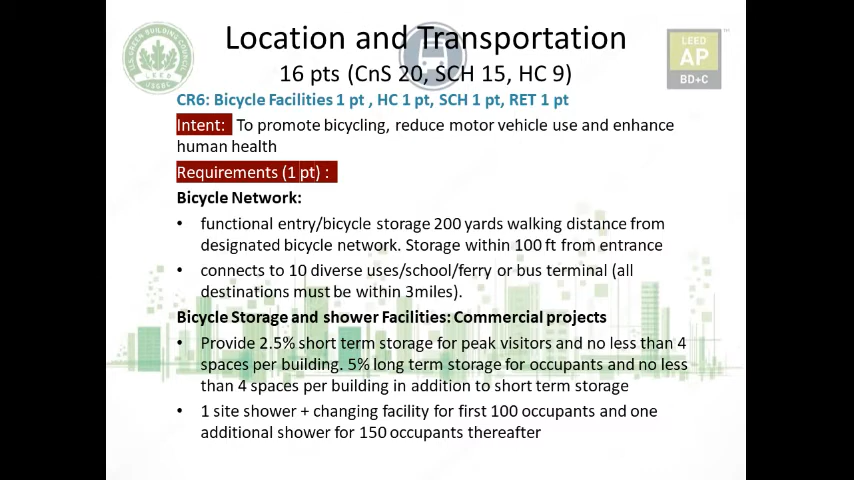 Location and Transportation
16 pts (CnS 20, SCH 15, HC 9)
LEED
AP
BD+C
U.S. GREEN BUILDING COUNCIL
LEED
USGBC
CR6: Bicycle Facilities 1 pt , HC 1 pt, SCH 1 pt, RET 1 pt
Intent: To promote bicycling, reduce motor vehicle use and enhance
human health
Requirements (1 pt) :
Bicycle Network:
• functional entry/bicycle storage 200 yards walking distance from
designated bicycle network. Storage within 100 ft from entrance
• connects to 10 diverse uses/school/ferry or bus terminal (all
destinations must be within 3miles).
Bicycle Storage and shower Facilities: Commercial projects
• Provide 2.5% short term storage for peak visitors and no less than 4
spaces per building. 5% long term storage for occupants and no less
than 4 spaces per building in addition to short term storage
• 1 site shower + changing facility for first 100 occupants and one
additional shower for 150 occupants thereafter